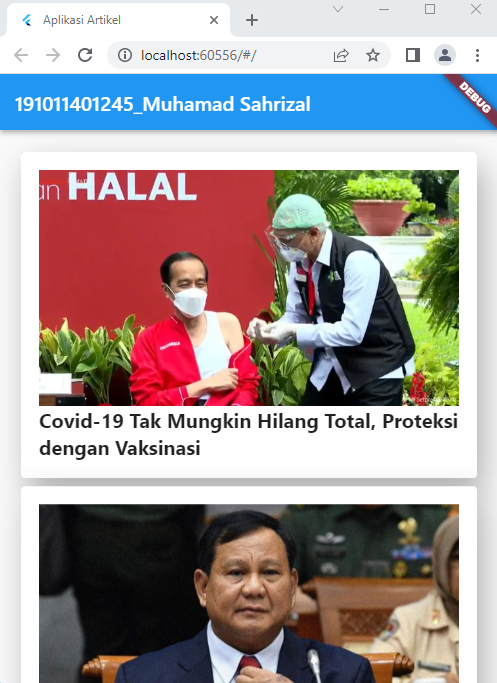 Aplikasi Artikel
localhost:60556/#/
191011401245_Muhamad Sahrizal
DEBUG
an HALAL
Covid-19 Tak Mungkin Hilang Total, Proteksi
dengan Vaksinasi